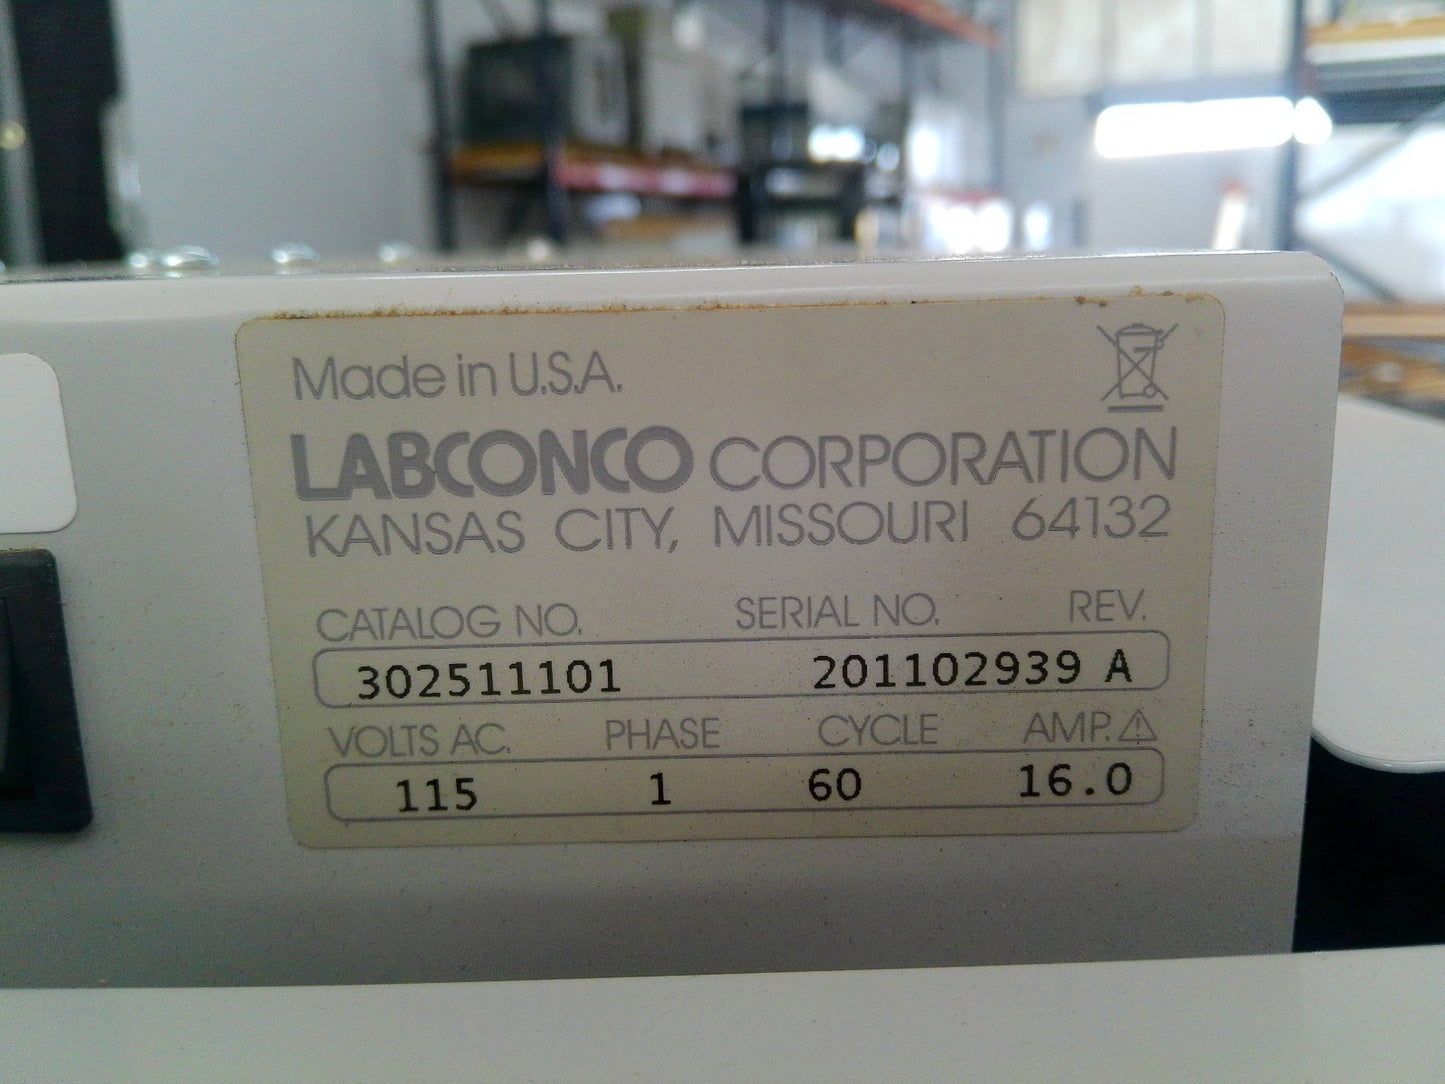 Made in U.S.A.
LABCONCO CORPORATION
KANSAS CITY, MISSOURI 64132
CATALOG NO. SERIAL NO. REV.
302511101 201102939 A
VOLTS AC. PHASE CYCLE AMP. ⚠
115 1 60 16.0